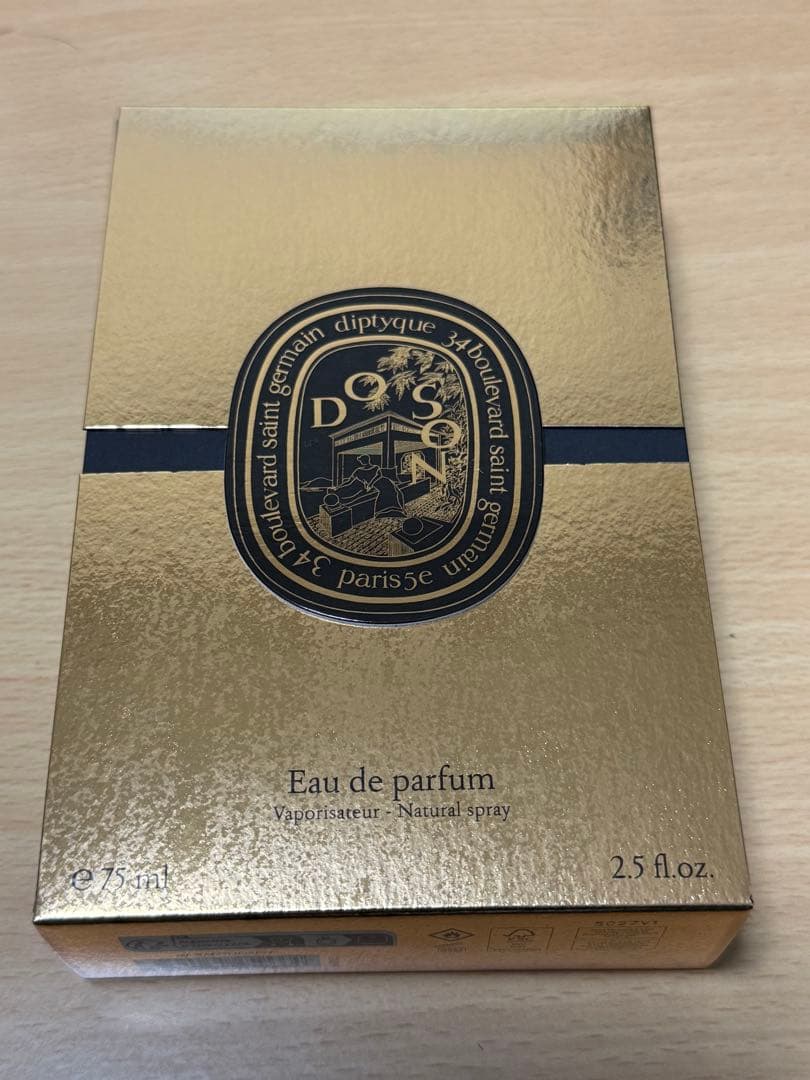 diptyque 34 boulevard saint germain paris5e 34 boulevard saint germain
DO SON
Eau de parfum
Vaporisateur - Natural spray
℮ 75 ml
2.5 fl.oz.